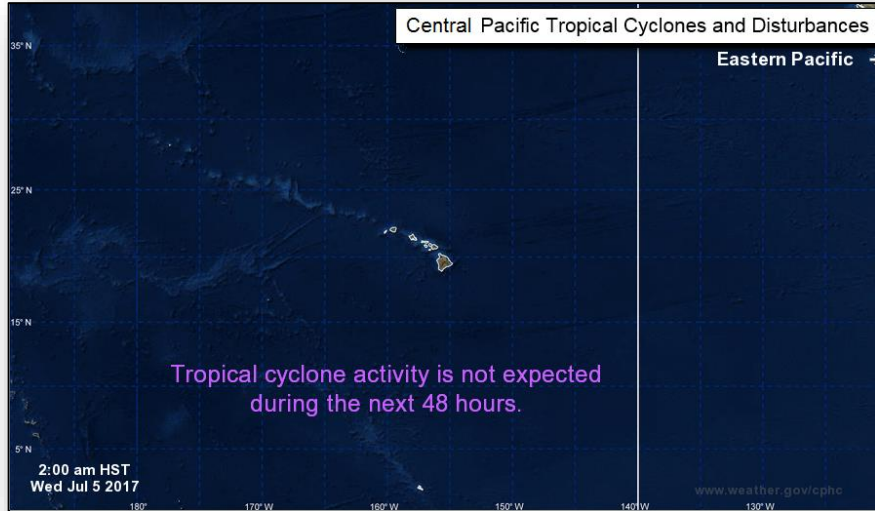 Central Pacific Tropical Cyclones and Disturbances
35° N
Eastern Pacific
25° N
15° N
Tropical cyclone activity is not expected
during the next 48 hours.
5° N
2:00 am HST
Wed Jul 5 2017
www.weather.gov/cphc
180°
170° W
160° W
150° W
140° W
130° W